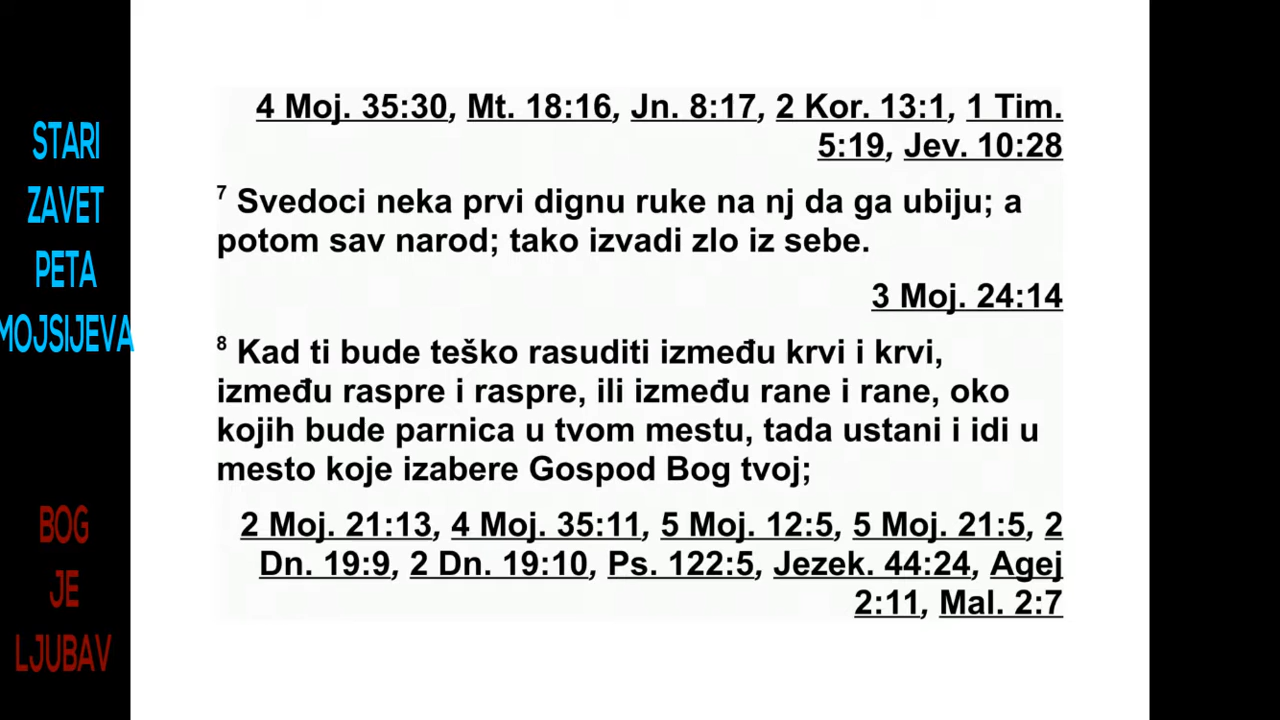 STARI
ZAVET
PETA
MOJSIJEVA
BOG
JE
LJUBAV
4 Moj. 35:30, Mt. 18:16, Jn. 8:17, 2 Kor. 13:1, 1 Tim.
5:19, Jev. 10:28
7 Svedoci neka prvi dignu ruke na nj da ga ubiju; a
potom sav narod; tako izvadi zlo iz sebe.
3 Moj. 24:14
8 Kad ti bude teško rasuditi između krvi i krvi,
između raspre i raspre, ili između rane i rane, oko
kojih bude parnica u tvom mestu, tada ustani i idi u
mesto koje izabere Gospod Bog tvoj;
2 Moj. 21:13, 4 Moj. 35:11, 5 Moj. 12:5, 5 Moj. 21:5, 2
Dn. 19:9, 2 Dn. 19:10, Ps. 122:5, Jezek. 44:24, Agej
2:11, Mal. 2:7